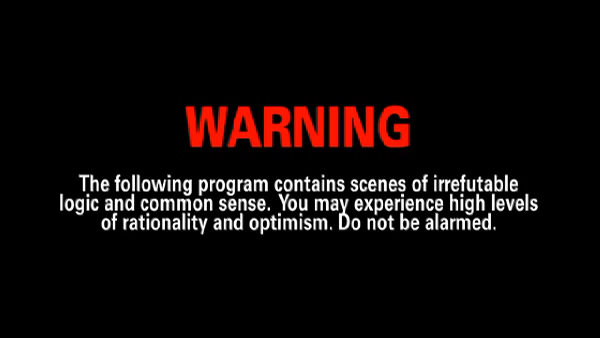 WARNING
The following program contains scenes of irrefutable
logic and common sense. You may experience high levels
of rationality and optimism. Do not be alarmed.